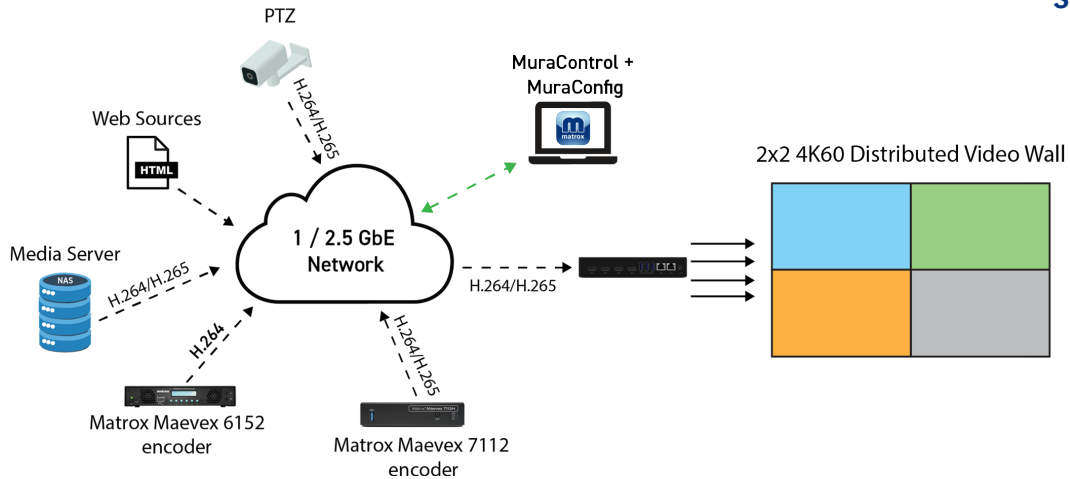 PTZ
H.264/H.265
MuraControl +
MuraConfig
matrox
Web Sources
HTML
2x2 4K60 Distributed Video Wall
1 / 2.5 GbE
Network
Media Server
NAS
H.264/H.265
H.264/H.265
H.264
H.264/H.265
Matrox Maevex 6152
encoder
Matrox Maevex 7112
encoder